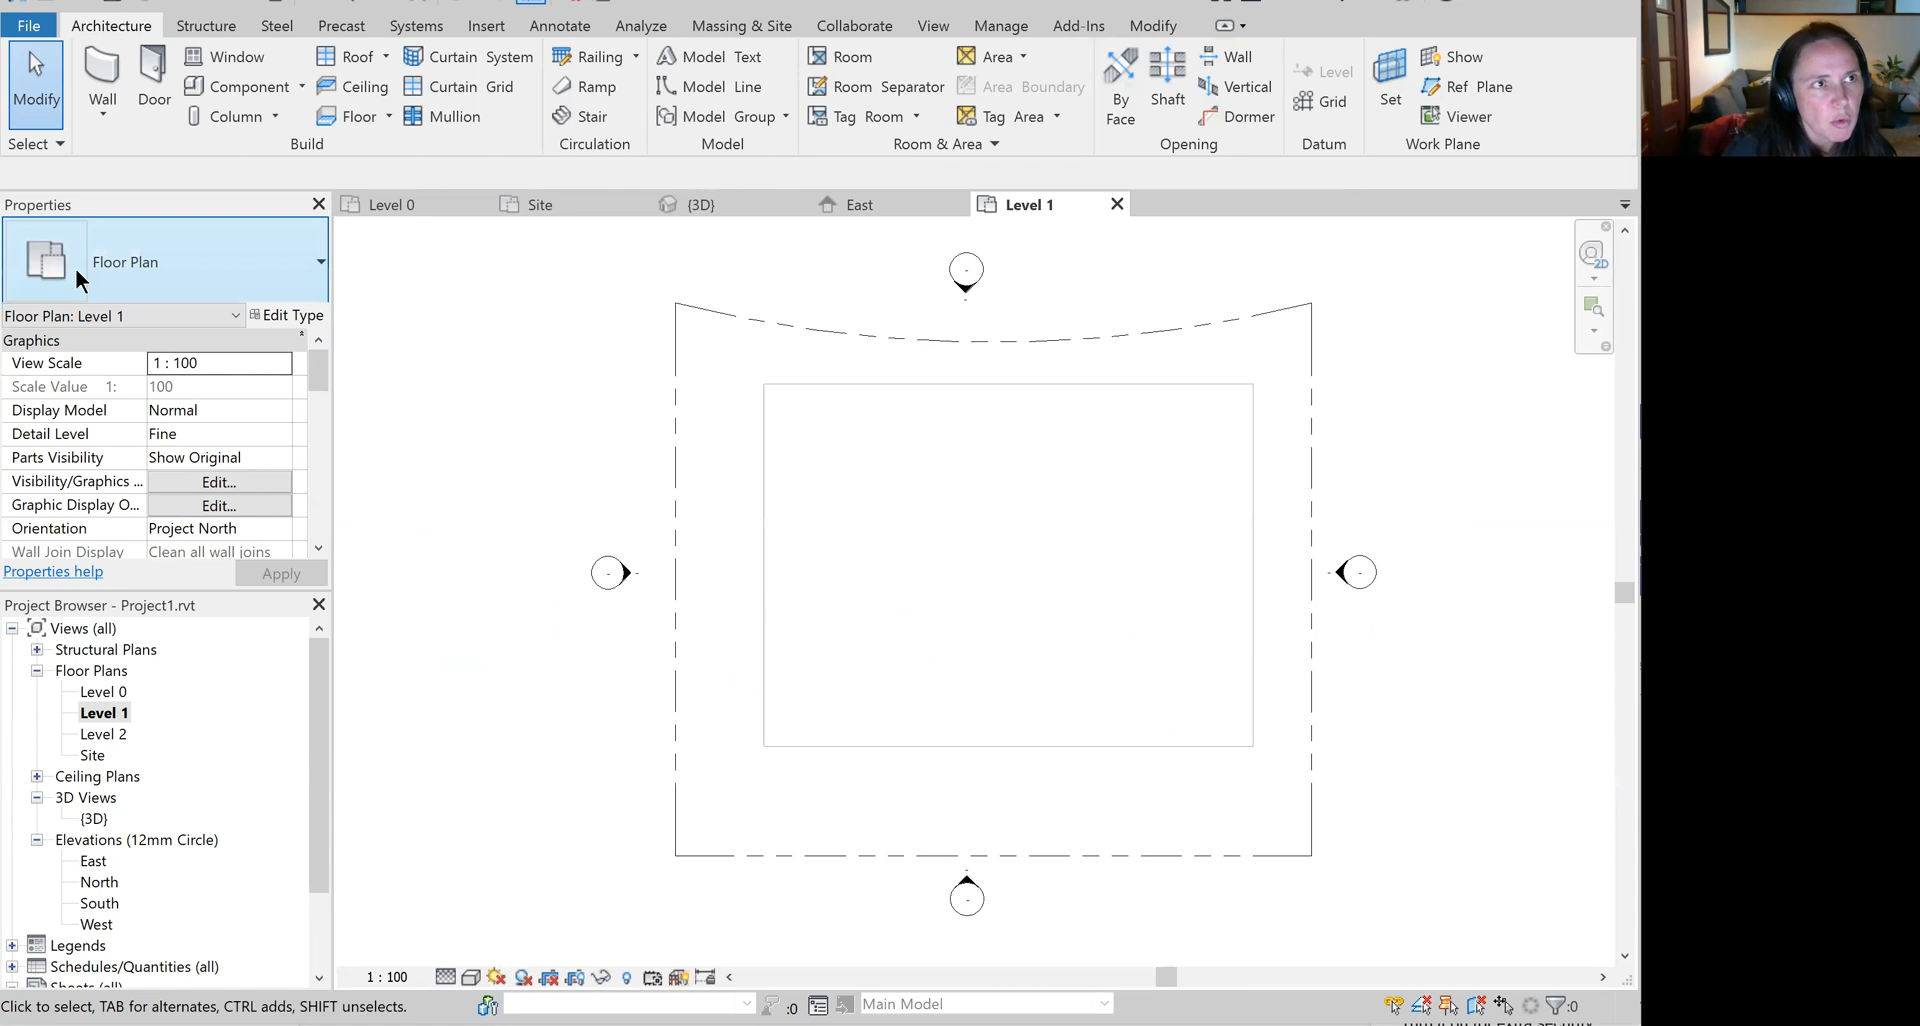 File Architecture Structure Steel Precast Systems Insert Annotate Analyze Massing & Site Collaborate View Manage Add-Ins Modify
Modify
Select
Wall
Door
Window
Component
Column
Roof
Ceiling
Floor
Curtain System
Curtain Grid
Mullion
Build
Railing
Ramp
Stair
Circulation
Model Text
Model Line
Model Group
Model
Room
Room Separator
Tag Room
Area
Area Boundary
Tag Area
Room & Area
By Face
Shaft
Wall
Vertical
Dormer
Opening
Level
Grid
Datum
Set
Show
Ref Plane
Viewer
Work Plane
Properties
Level 0 Site {3D} East Level 1
Floor Plan
Floor Plan: Level 1 Edit Type
Graphics
View Scale 1 : 100
Scale Value 1: 100
Display Model Normal
Detail Level Fine
Parts Visibility Show Original
Visibility/Graphics ... Edit...
Graphic Display O... Edit...
Orientation Project North
Wall Join Display Clean all wall joins
Properties help Apply
Project Browser - Project1.rvt
Views (all)
Structural Plans
Floor Plans
Level 0
Level 1
Level 2
Site
Ceiling Plans
3D Views
{3D}
Elevations (12mm Circle)
East
North
South
West
Legends
Schedules/Quantities (all)
Sheets (all)
2D
1 : 100
Click to select, TAB for alternates, CTRL adds, SHIFT unselects.
:0
Main Model
:0